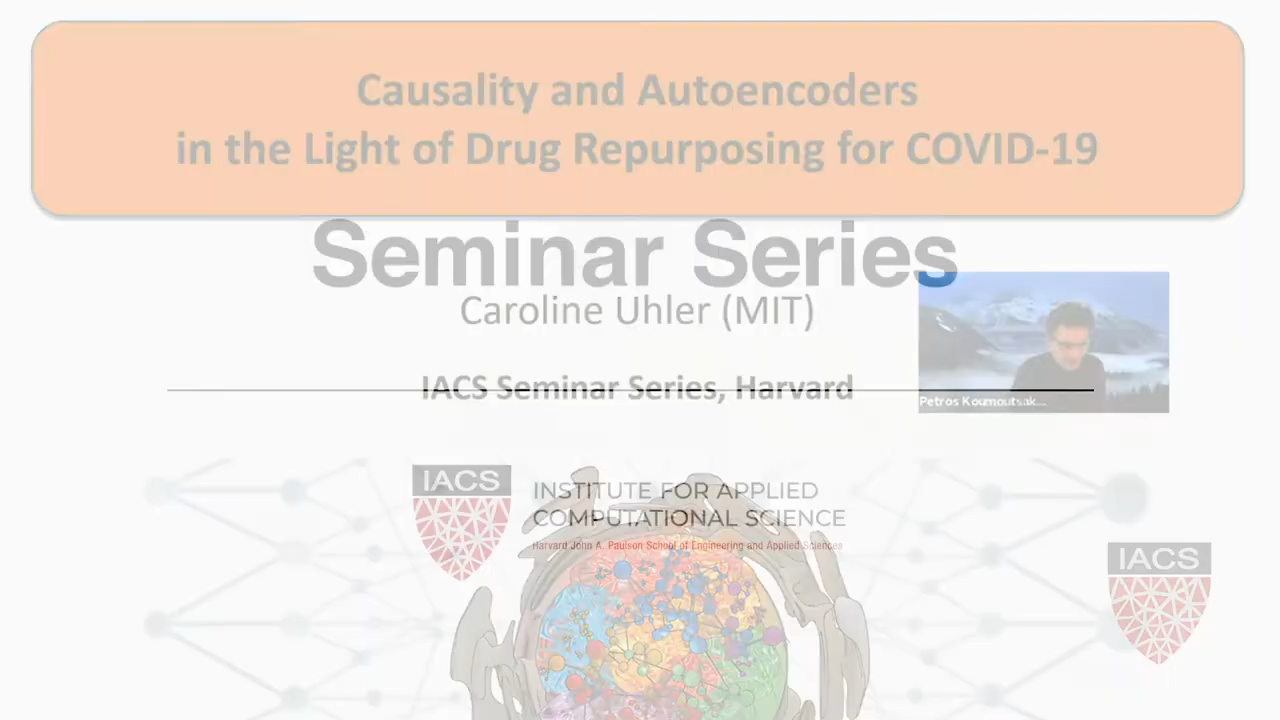 Causality and Autoencoders
in the Light of Drug Repurposing for COVID-19
Seminar Series
Caroline Uhler (MIT)
IACS Seminar Series, Harvard
Petros Koumoutsak...
IACS
INSTITUTE FOR APPLIED
COMPUTATIONAL SCIENCE
Harvard John A. Paulson School of Engineering and Applied Sciences
IACS